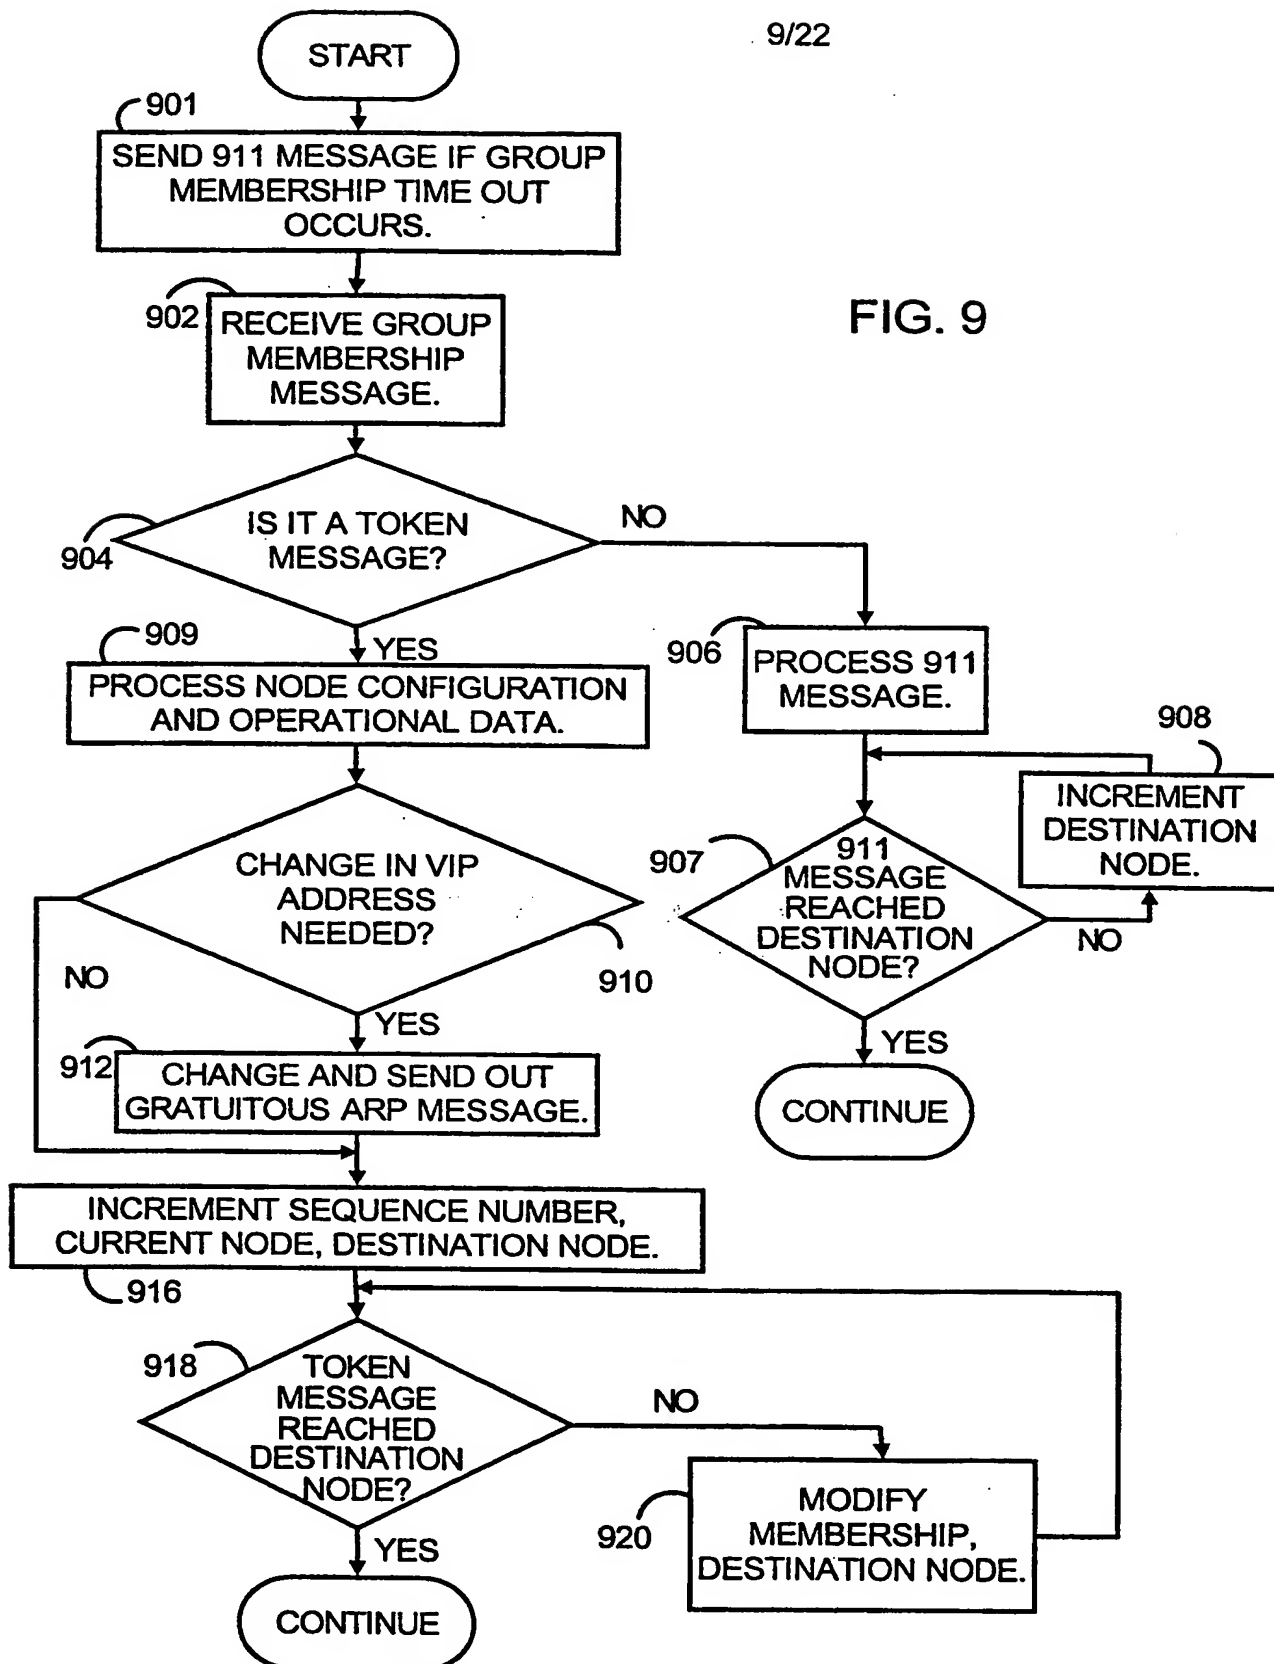 9/22
START
901
SEND 911 MESSAGE IF GROUP
MEMBERSHIP TIME OUT
OCCURS.
902
RECEIVE GROUP
MEMBERSHIP
MESSAGE.
FIG. 9
904
IS IT A TOKEN
MESSAGE?
NO
YES
906
PROCESS 911
MESSAGE.
908
INCREMENT
DESTINATION
NODE.
907
911
MESSAGE
REACHED
DESTINATION
NODE?
NO
YES
CONTINUE
909
PROCESS NODE CONFIGURATION
AND OPERATIONAL DATA.
CHANGE IN VIP
ADDRESS
NEEDED?
910
NO
YES
912
CHANGE AND SEND OUT
GRATUITOUS ARP MESSAGE.
INCREMENT SEQUENCE NUMBER,
CURRENT NODE, DESTINATION NODE.
916
918
TOKEN
MESSAGE
REACHED
DESTINATION
NODE?
NO
920
MODIFY
MEMBERSHIP,
DESTINATION NODE.
YES
CONTINUE